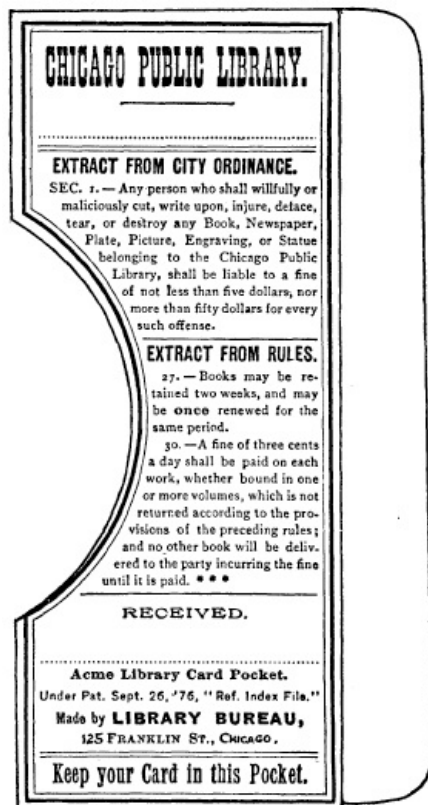 CHICAGO PUBLIC LIBRARY.
EXTRACT FROM CITY ORDINANCE.
SEC. 1.—Any person who shall willfully or
maliciously cut, write upon, injure, deface,
tear, or destroy any Book, Newspaper,
Plate, Picture, Engraving, or Statue
belonging to the Chicago Public
Library, shall be liable to a fine
of not less than five dollars, nor
more than fifty dollars for every
such offense.
EXTRACT FROM RULES.
27.—Books may be re-
tained two weeks, and may
be once renewed for the
same period.
30.—A fine of three cents
a day shall be paid on each
work, whether bound in one
or more volumes, which is not
returned according to the pro-
visions of the preceding rules;
and no other book will be deliv-
ered to the party incurring the fine
until it is paid. * * *
RECEIVED.
Acme Library Card Pocket.
Under Pat. Sept. 26, '76, "Ref. Index File."
Made by LIBRARY BUREAU,
125 FRANKLIN ST., CHICAGO.
Keep your Card in this Pocket.